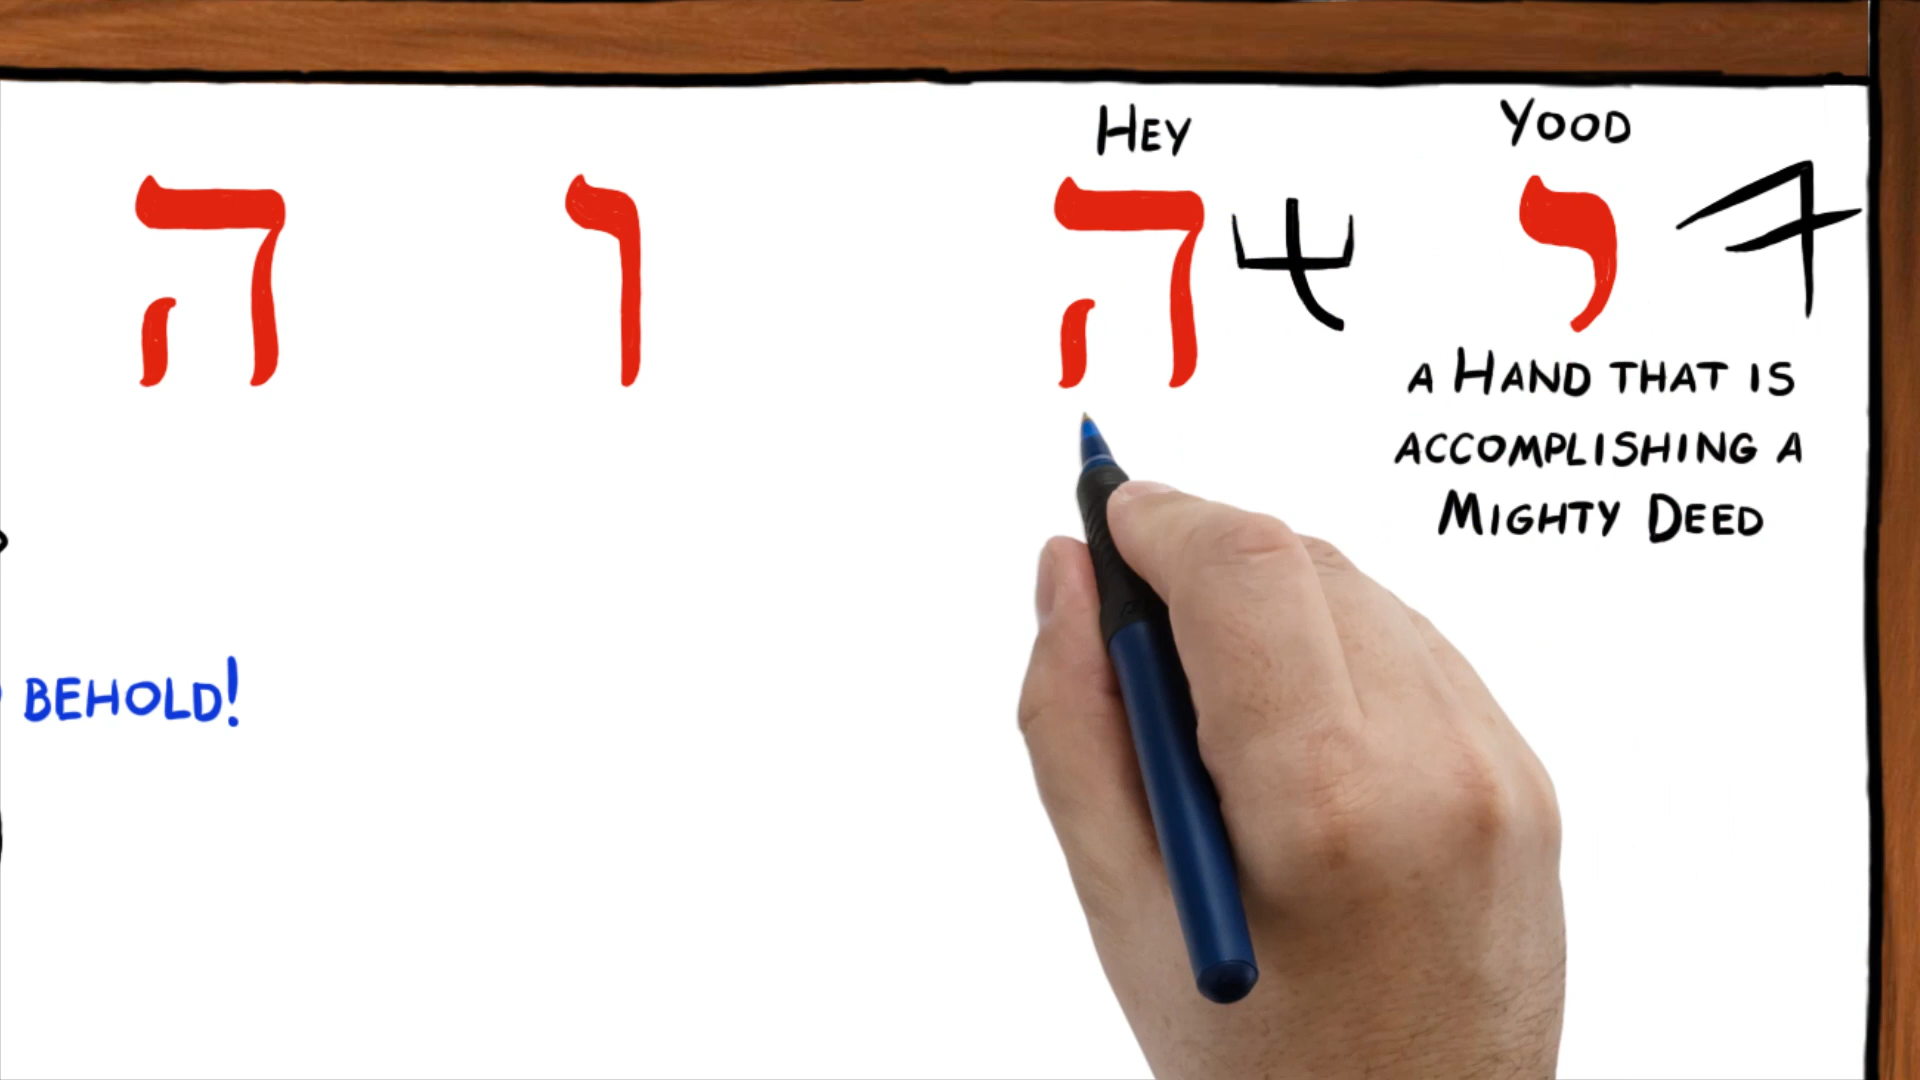 Hey Yood
ה ו ה י
a Hand that is
accomplishing a
Mighty Deed
behold!